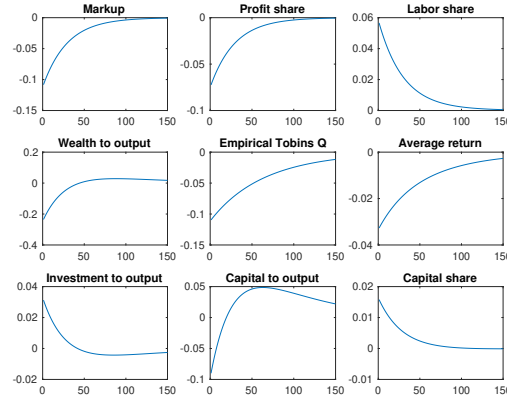 Markup
Profit share
Labor share
0
-0.05
-0.1
-0.15
0 50 100 150
0
-0.05
-0.1
0 50 100 150
0.06
0.04
0.02
0
0 50 100 150
Wealth to output
Empirical Tobins Q
Average return
0.2
0
-0.2
-0.4
0 50 100 150
0
-0.05
-0.1
-0.15
0 50 100 150
0
-0.02
-0.04
0 50 100 150
Investment to output
Capital to output
Capital share
0.04
0.02
0
-0.02
0 50 100 150
0.05
0
-0.05
-0.1
0 50 100 150
0.02
0.01
0
-0.01
0 50 100 150